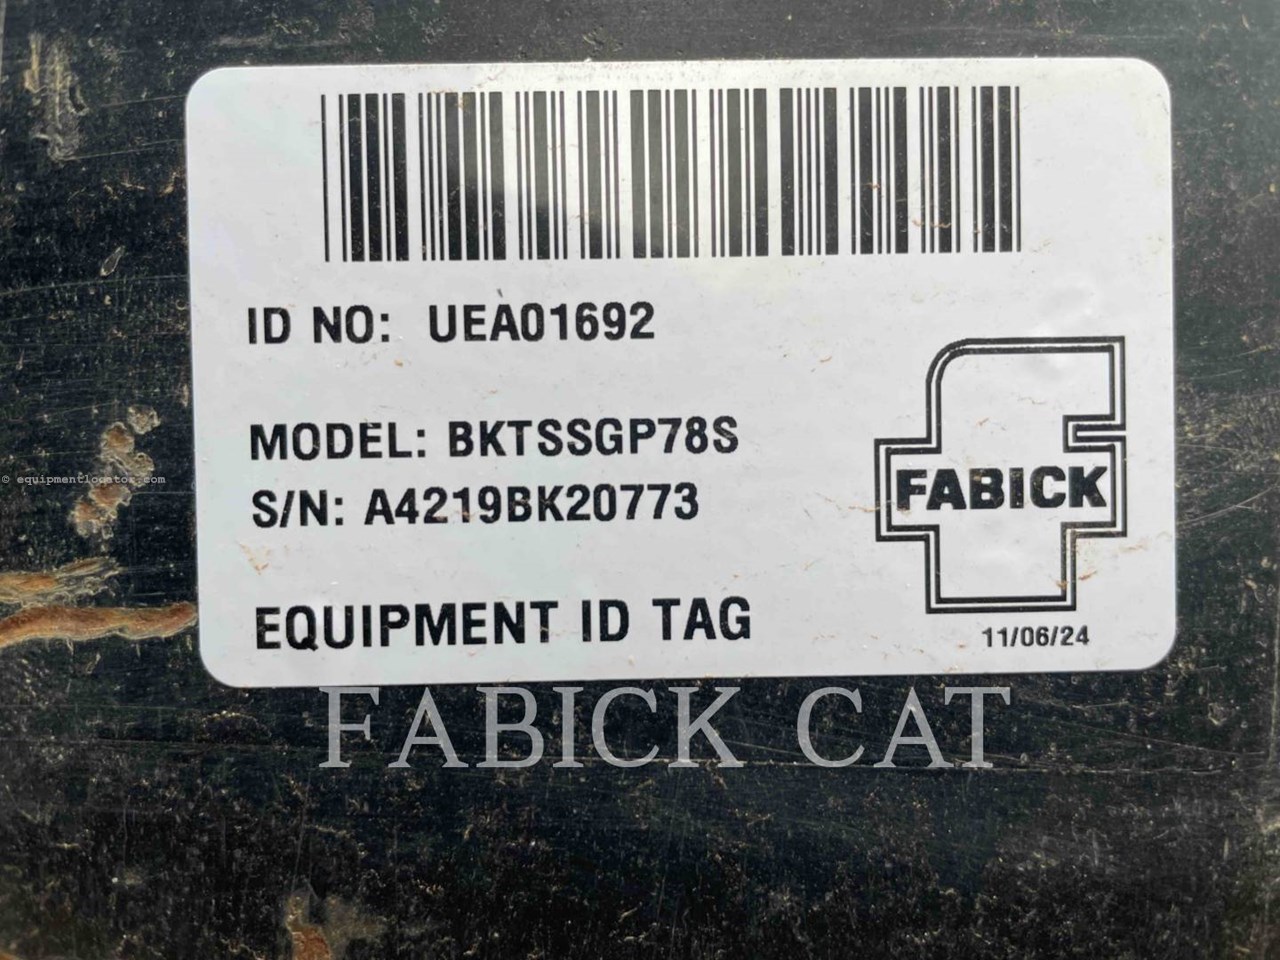 ID NO: UEA01692
MODEL: BKTSSGP78S
S/N: A4219BK20773
© equipmentlocator.com
FABICK
EQUIPMENT ID TAG
11/06/24
FABICK CAT